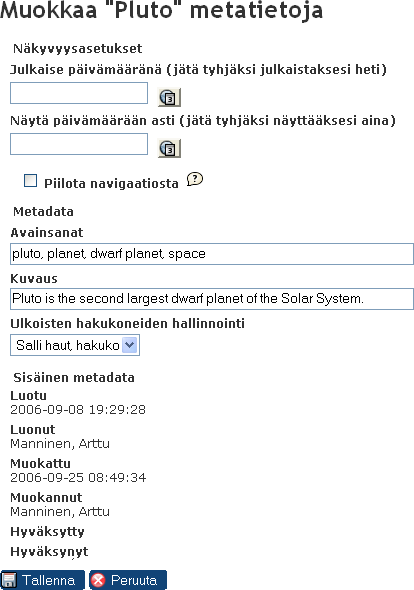 Muokkaa "Pluto" metatietoja
Näkyvyysasetukset
Julkaise päivämääränä (jätä tyhjäksi julkaistaksesi heti)
3
Näytä päivämäärään asti (jätä tyhjäksi näyttääksesi aina)
3
Piilota navigaatiosta ?
Metadata
Avainsanat
pluto, planet, dwarf planet, space
Kuvaus
Pluto is the second largest dwarf planet of the Solar System.
Ulkoisten hakukoneiden hallinnointi
Salli haut, hakuko
Sisäinen metadata
Luotu
2006-09-08 19:29:28
Luonut
Manninen, Arttu
Muokattu
2006-09-25 08:49:34
Muokannut
Manninen, Arttu
Hyväksytty
Hyväksynyt
Tallenna Peruuta